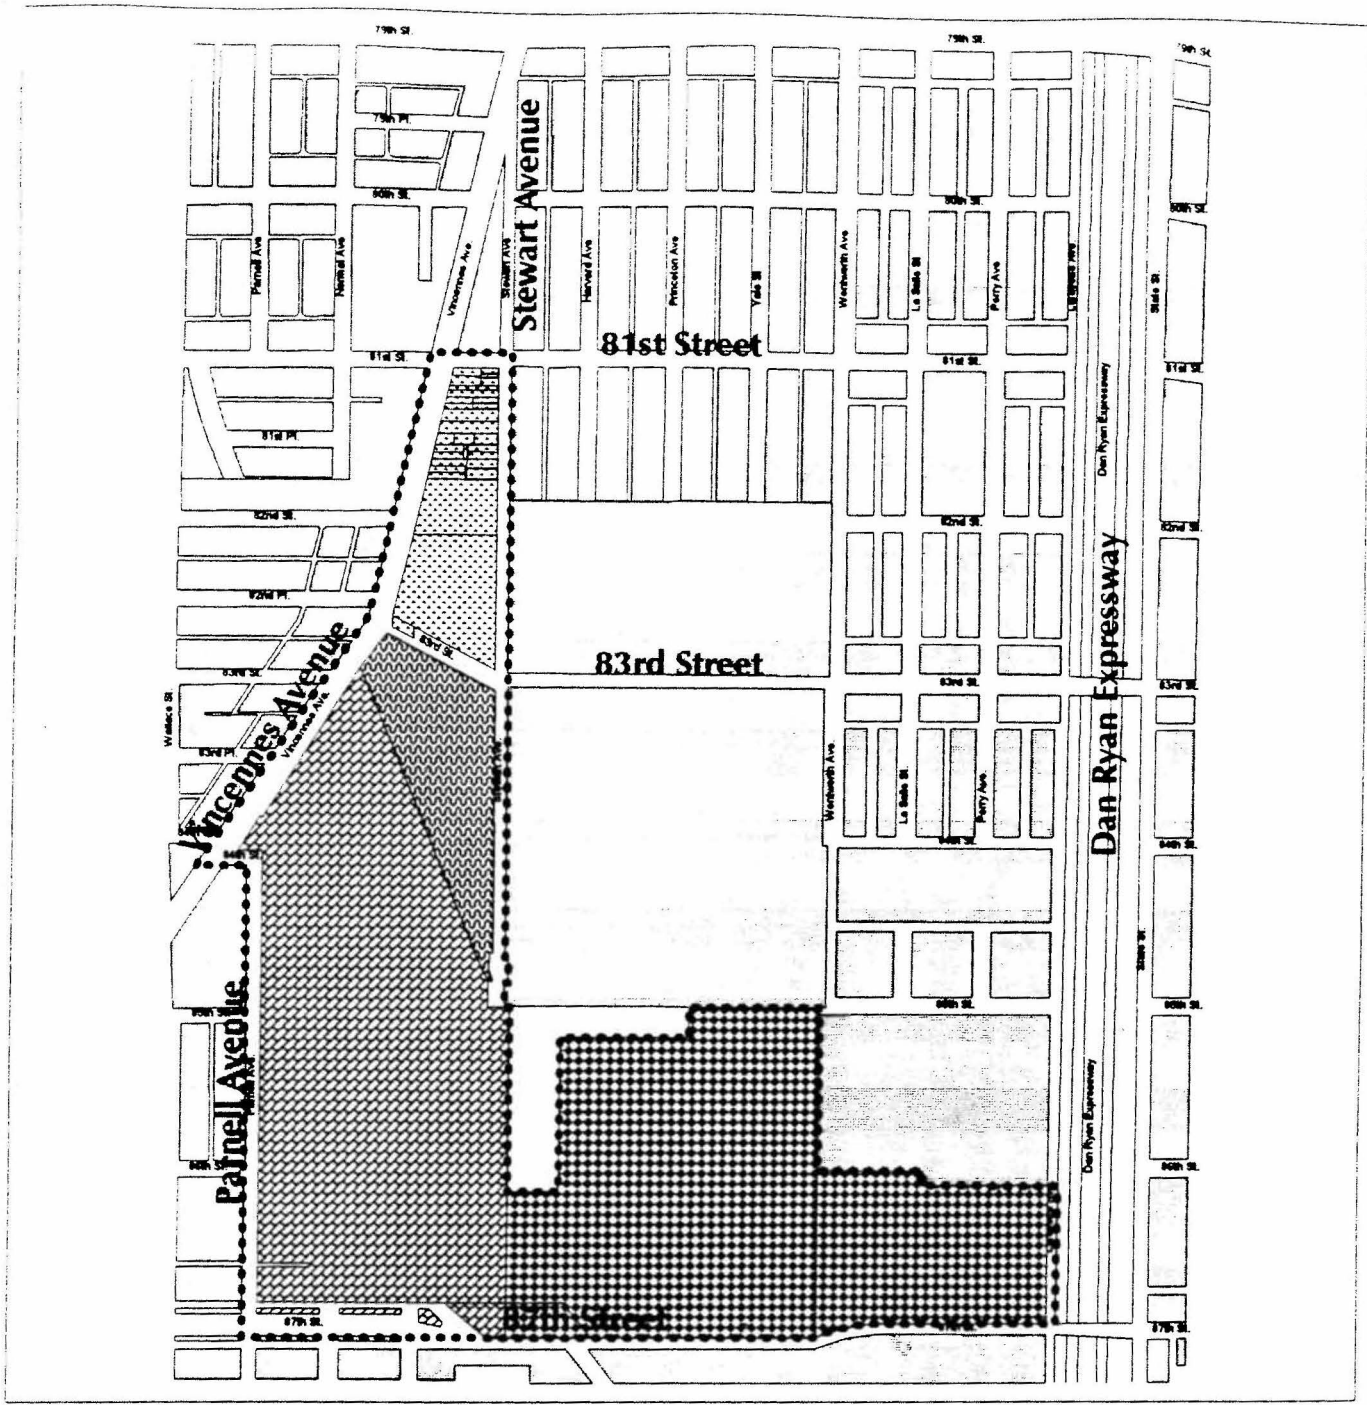 79th St.
79th St.
79th St.
79th Pl.
80th St.
80th St.
80th St.
Stewart Avenue
Parnell Ave
Normal Ave
Vincennes Ave
Stewart Ave
Harvard Ave
Princeton Ave
Yale St
Wentworth Ave
La Salle St
Perry Ave
State St.
81st St.
81st Street
81st St.
81st St.
81st Pl.
Dan Ryan Expressway
82nd St.
82nd St.
82nd St.
82nd Pl.
83rd St.
83rd Street
83rd St.
83rd St.
83rd St.
Wallace St
Vincennes Avenue
Vincennes Ave.
83rd Pl.
Wentworth Ave.
La Salle St.
Perry Ave.
Dan Ryan Expressway
84th St.
84th St.
84th St.
State St.
85th St.
85th St.
85th St.
Parnell Avenue
Dan Ryan Expressway
86th St.
86th St.
87th St.
87th Street
87th St.